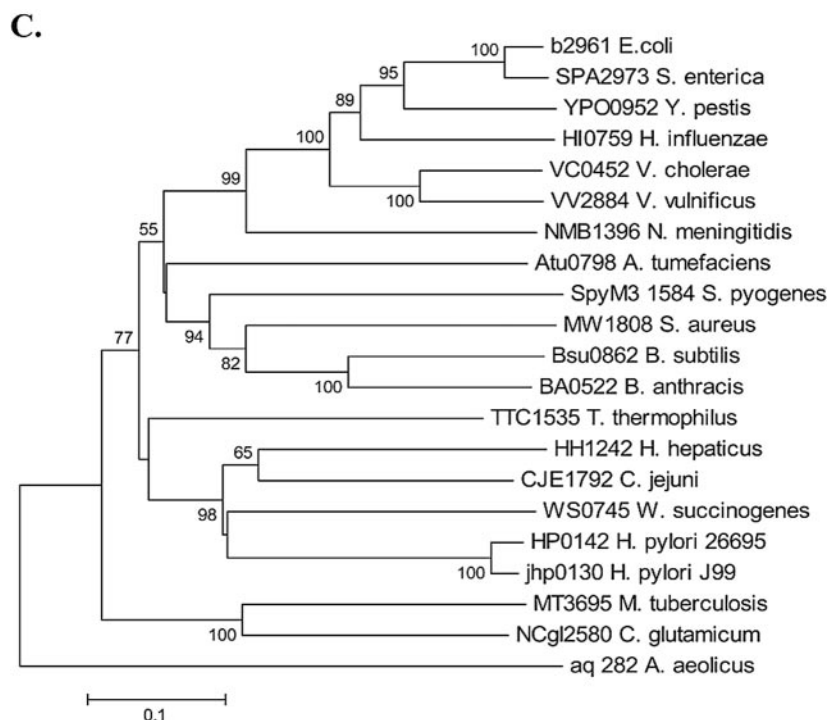 C.
b2961 E.coli
100
SPA2973 S. enterica
95
YPO0952 Y. pestis
89
HI0759 H. influenzae
100
VC0452 V. cholerae
100
VV2884 V. vulnificus
99
NMB1396 N. meningitidis
55
Atu0798 A. tumefaciens
SpyM3 1584 S. pyogenes
94
MW1808 S. aureus
77
82
Bsu0862 B. subtilis
100
BA0522 B. anthracis
TTC1535 T. thermophilus
65
HH1242 H. hepaticus
CJE1792 C. jejuni
98
WS0745 W. succinogenes
HP0142 H. pylori 26695
100
jhp0130 H. pylori J99
MT3695 M. tuberculosis
100
NCgl2580 C. glutamicum
aq 282 A. aeolicus
0.1